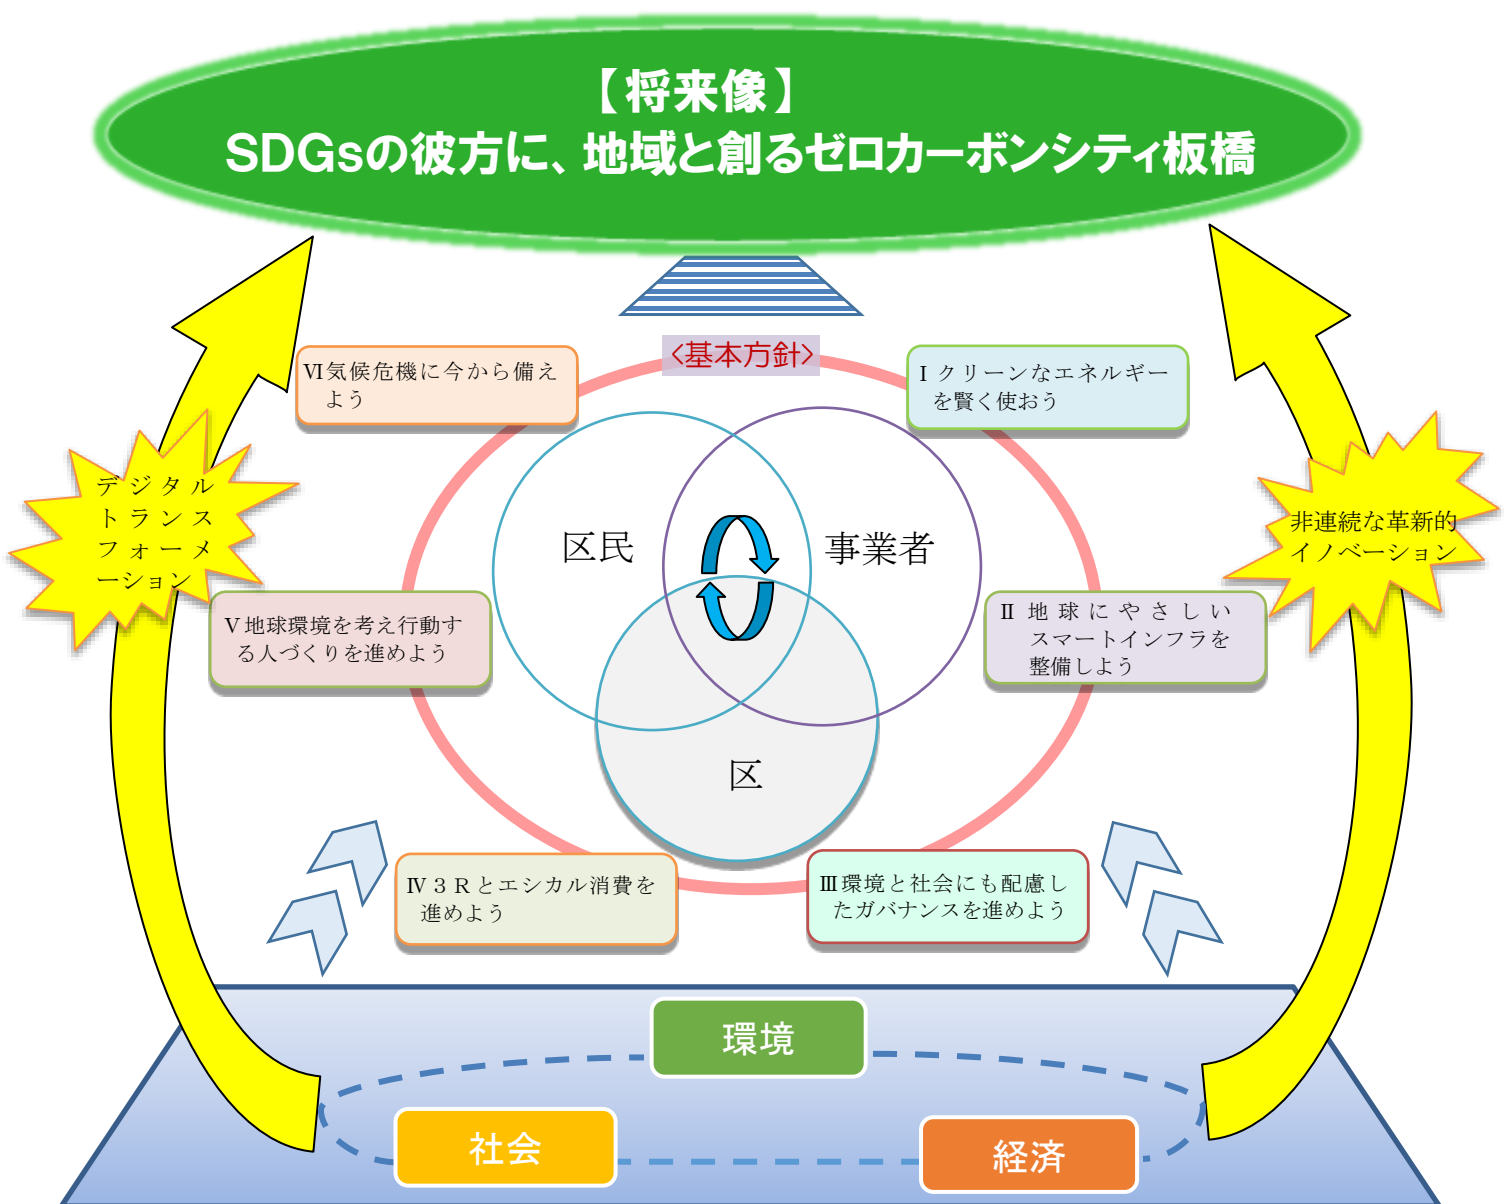 【将来像】
SDGsの彼方に、地域と創るゼロカーボンシティ板橋
<基本方針>
Ⅵ気候危機に今から備え
よう
Ⅰ クリーンなエネルギー
を賢く使おう
デジタル
トランス
フォーメ
ーション
非連続な革新的
イノベーション
区民
事業者
Ⅴ地球環境を考え行動す
る人づくりを進めよう
Ⅱ 地球にやさしい
スマートインフラを
整備しよう
区
Ⅳ３Ｒとエシカル消費を
進めよう
Ⅲ環境と社会にも配慮し
たガバナンスを進めよう
環境
社会
経済